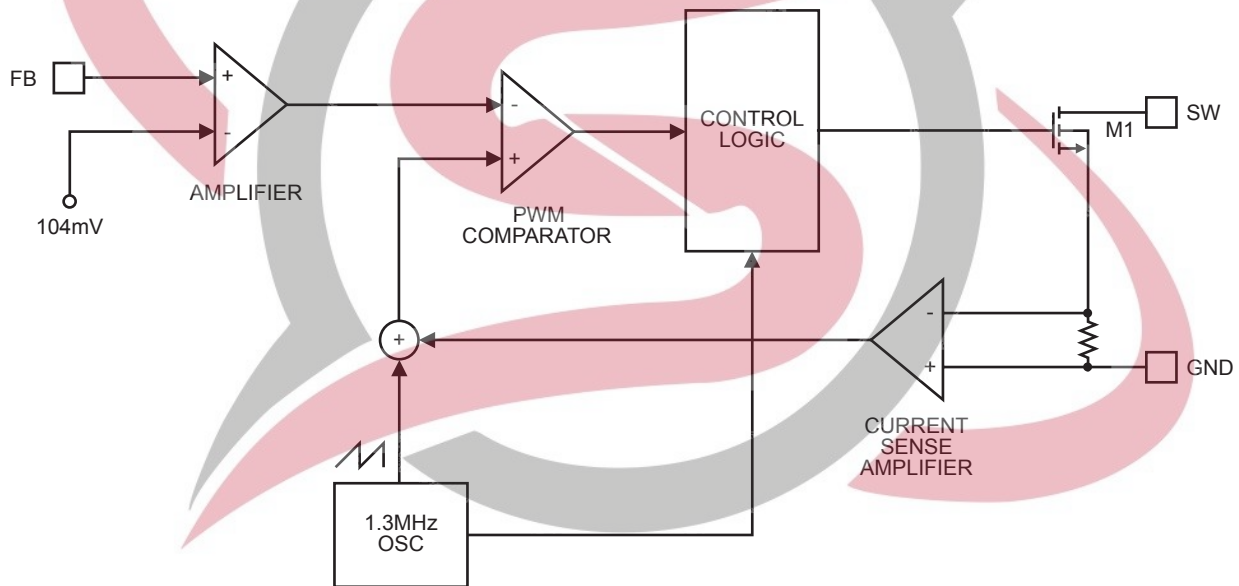 FB
+
-
104mV
AMPLIFIER
-
+
PWM
COMPARATOR
CONTROL
LOGIC
M1
SW
-
+
GND
CURRENT
SENSE
AMPLIFIER
+
1.3MHz
OSC